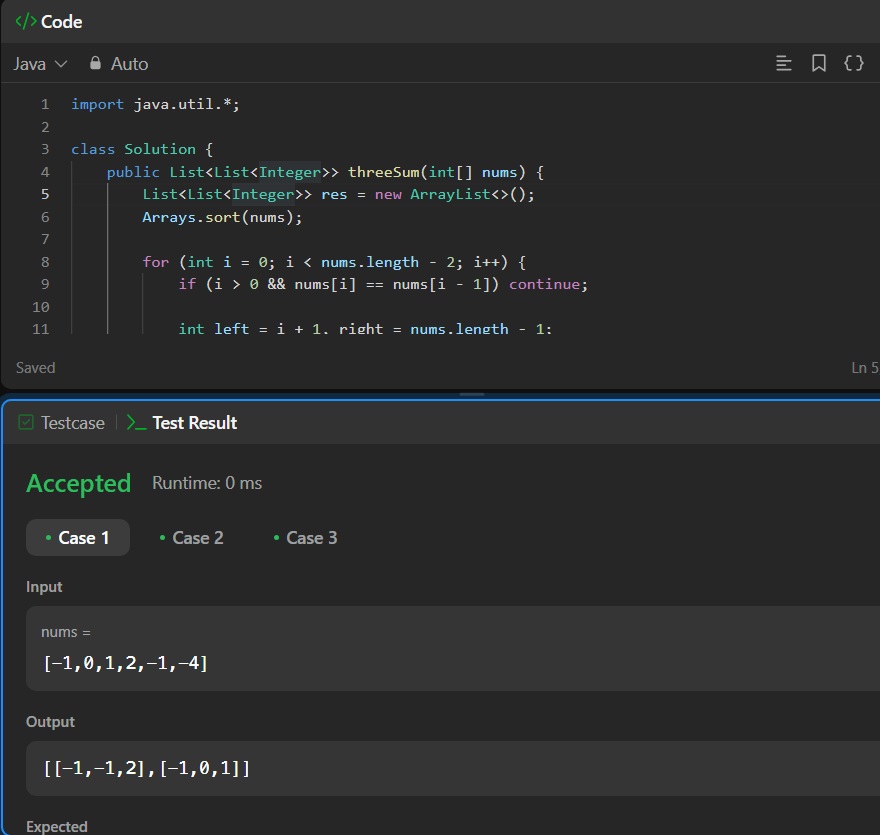 </> Code
Java Auto
1 import java.util.*;
2
3 class Solution {
4 public List<List<Integer>> threeSum(int[] nums) {
5 List<List<Integer>> res = new ArrayList<>();
6 Arrays.sort(nums);
7
8 for (int i = 0; i < nums.length - 2; i++) {
9 if (i > 0 && nums[i] == nums[i - 1]) continue;
10
11 int left = i + 1, right = nums.length - 1;
Saved Ln 5
Testcase Test Result
Accepted Runtime: 0 ms
Case 1 Case 2 Case 3
Input
nums =
[-1,0,1,2,-1,-4]
Output
[[-1,-1,2],[-1,0,1]]
Expected